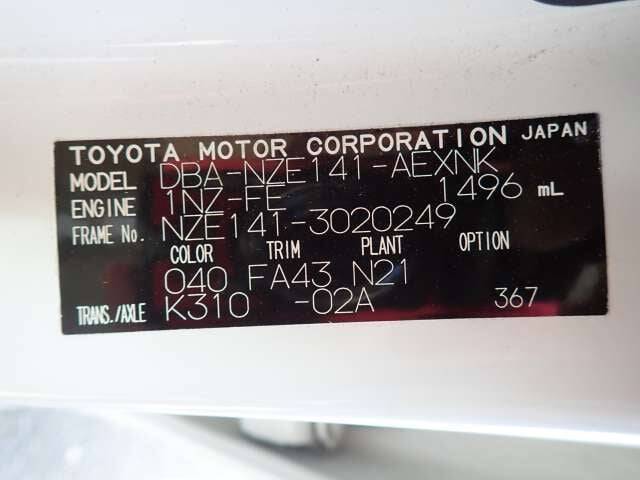 TOYOTA MOTOR CORPORATION JAPAN
MODEL DBA-NZE141-AEXNK
ENGINE 1NZ-FE 1496 mL
FRAME No. NZE141-3020249
COLOR TRIM PLANT OPTION
040 FA43 N21
TRANS./AXLE K310 -02A 367